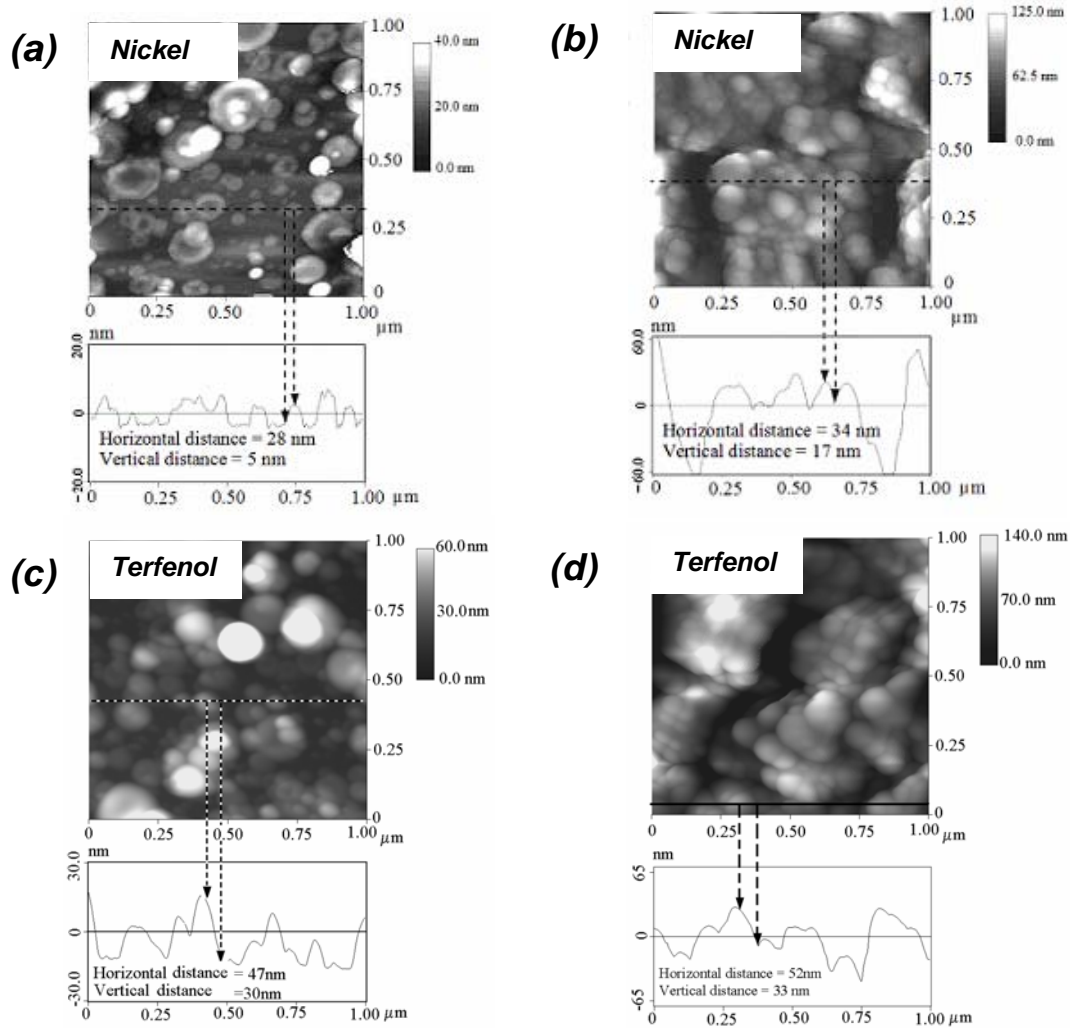 (a)
Nickel
40.0 nm
20.0 nm
0.0 nm
1.00
0.75
0.50
0.25
0
0 0.25 0.50 0.75 1.00
µm
nm
20.0
0
-20.0
Horizontal distance = 28 nm
Vertical distance = 5 nm
0 0.25 0.50 0.75 1.00 µm
(b)
Nickel
125.0 nm
62.5 nm
0.0 nm
1.00
0.75
0.50
0.25
0
0 0.25 0.50 0.75 1.00
µm
nm
60.0
0
-60.0
Horizontal distance = 34 nm
Vertical distance = 17 nm
0 0.25 0.50 0.75 1.00 µm
(c)
Terfenol
60.0 nm
30.0 nm
0.0 nm
1.00
0.75
0.50
0.25
0
0 0.25 0.50 0.75 1.00
µm
nm
30.0
0
-30.0
Horizontal distance = 47nm
Vertical distance =30nm
0 0.25 0.50 0.75 1.00 µm
(d)
Terfenol
140.0 nm
70.0 nm
0.0 nm
1.00
0.75
0.50
0.25
0
0 0.25 0.50 0.75 1.00
µm
nm
65
0
-65
Horizontal distance = 52nm
Vertical distance = 33 nm
0 0.25 0.50 0.75 1.00 µm